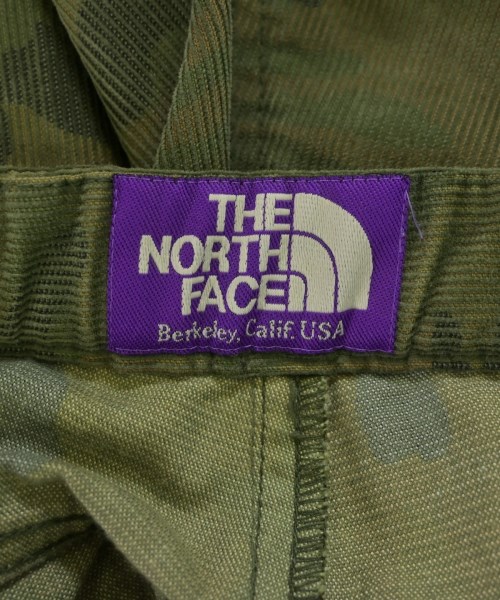 THE
NORTH
FACE
Berkeley, Calif. USA